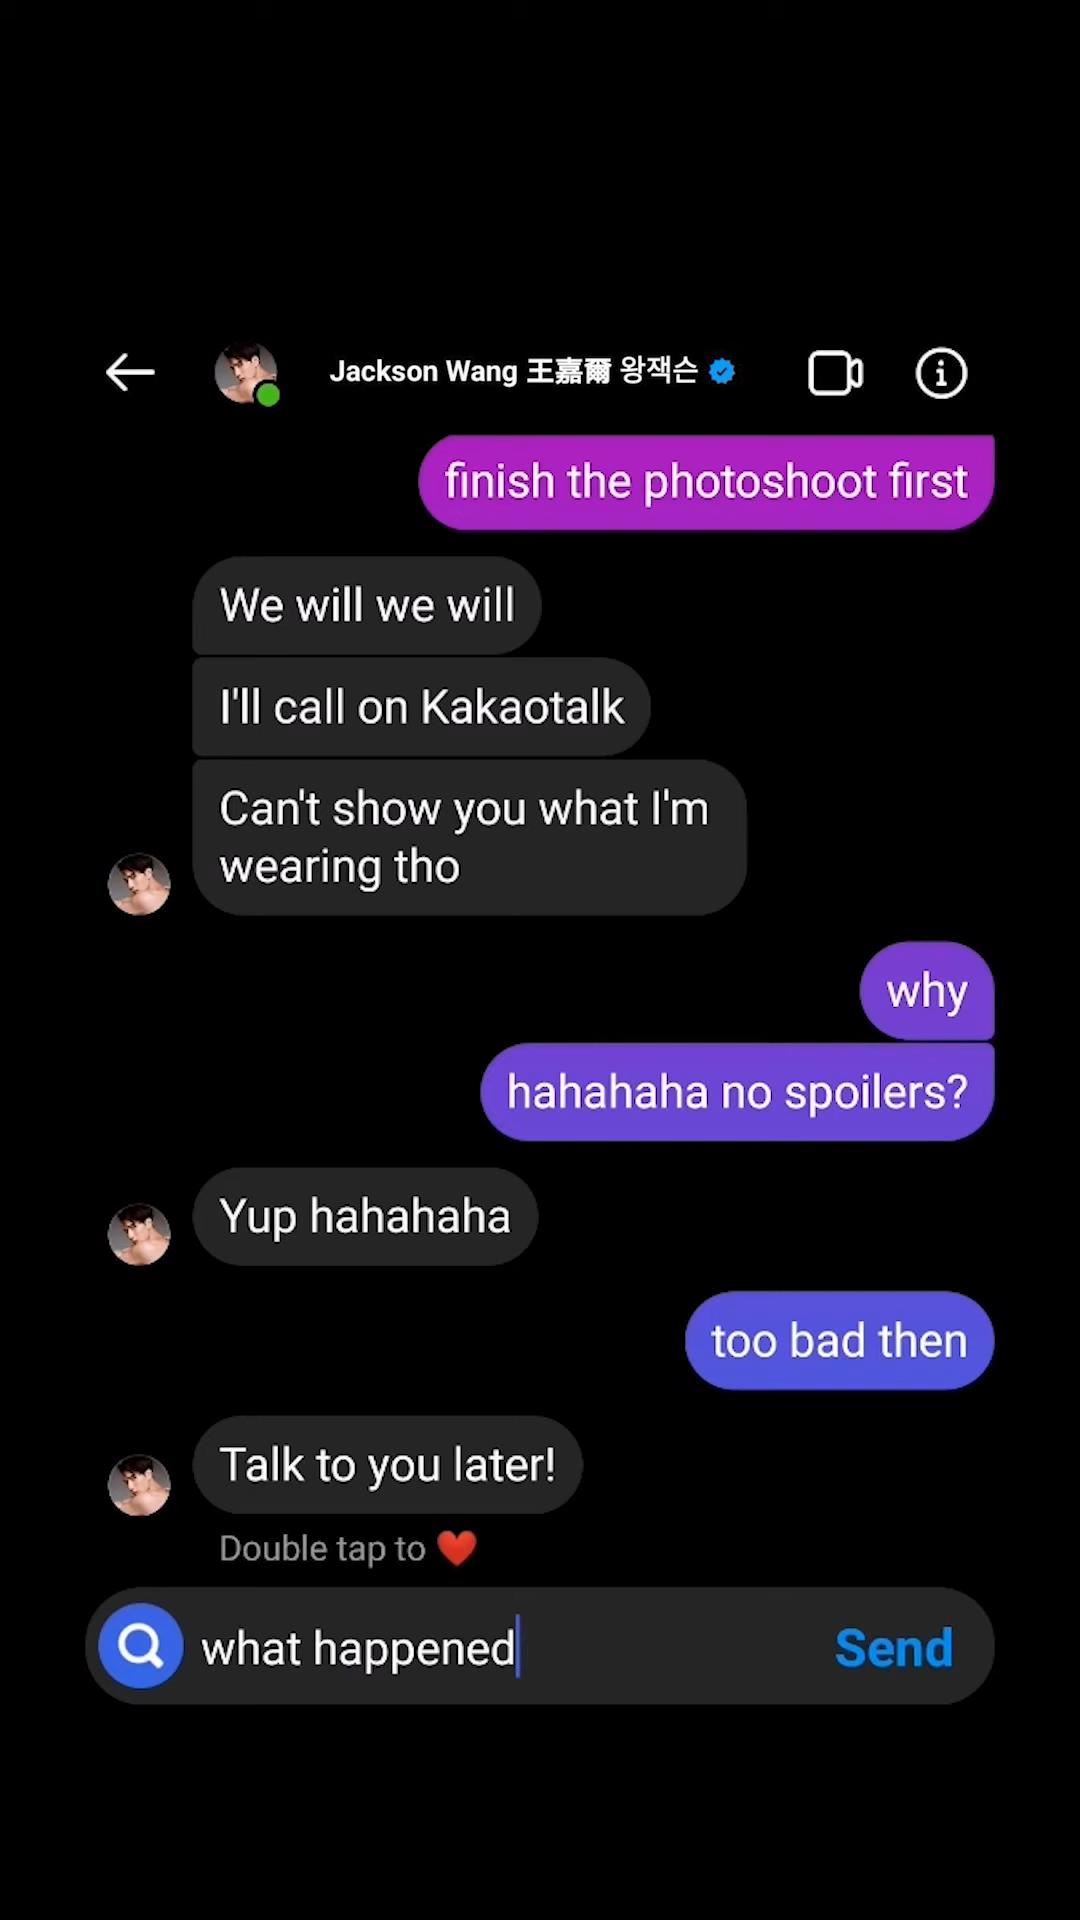 Jackson Wang 王嘉爾 왕잭슨
finish the photoshoot first
We will we will
I'll call on Kakaotalk
Can't show you what I'm
wearing tho
why
hahahaha no spoilers?
Yup hahahaha
too bad then
Talk to you later!
Double tap to ❤️
what happened
Send